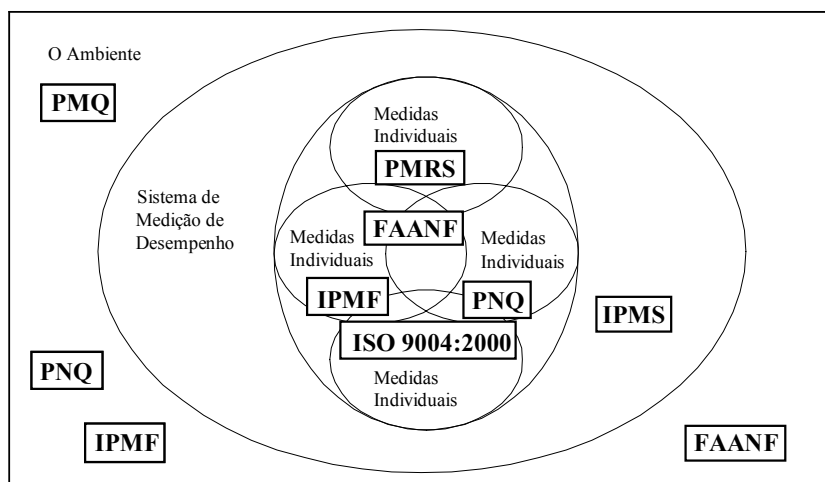 O Ambiente
PMQ
Medidas
Individuais
PMRS
Sistema de
Medição de
Desempenho
FAANF
Medidas
Individuais
Medidas
Individuais
IPMF
PNQ
IPMS
ISO 9004:2000
PNQ
Medidas
Individuais
IPMF
FAANF